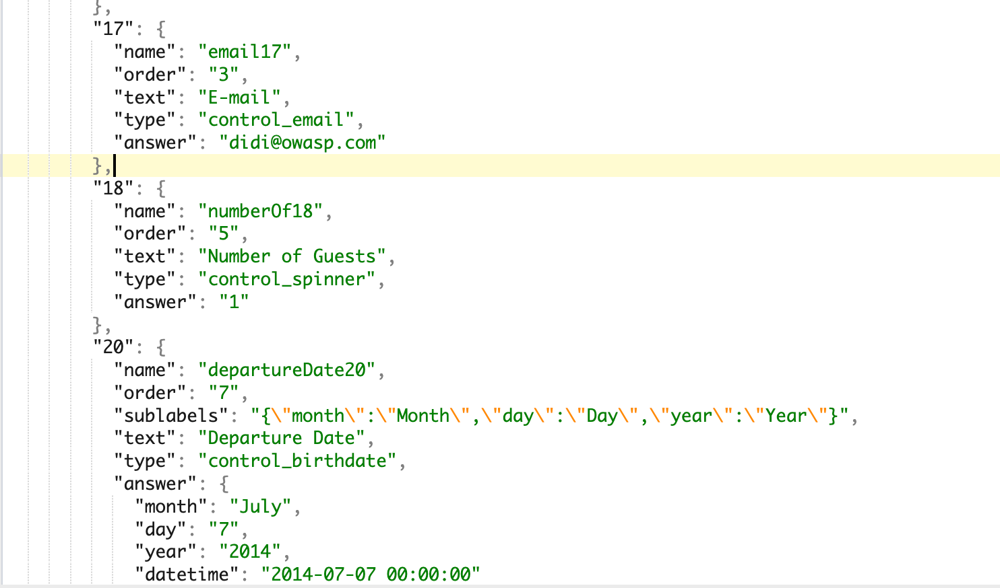 },
"17": {
"name": "email17",
"order": "3",
"text": "E-mail",
"type": "control_email",
"answer": "didi@owasp.com"
},
"18": {
"name": "numberOf18",
"order": "5",
"text": "Number of Guests",
"type": "control_spinner",
"answer": "1"
},
"20": {
"name": "departureDate20",
"order": "7",
"sublabels": "{\"month\":\"Month\",\"day\":\"Day\",\"year\":\"Year\"}",
"text": "Departure Date",
"type": "control_birthdate",
"answer": {
"month": "July",
"day": "7",
"year": "2014",
"datetime": "2014-07-07 00:00:00"